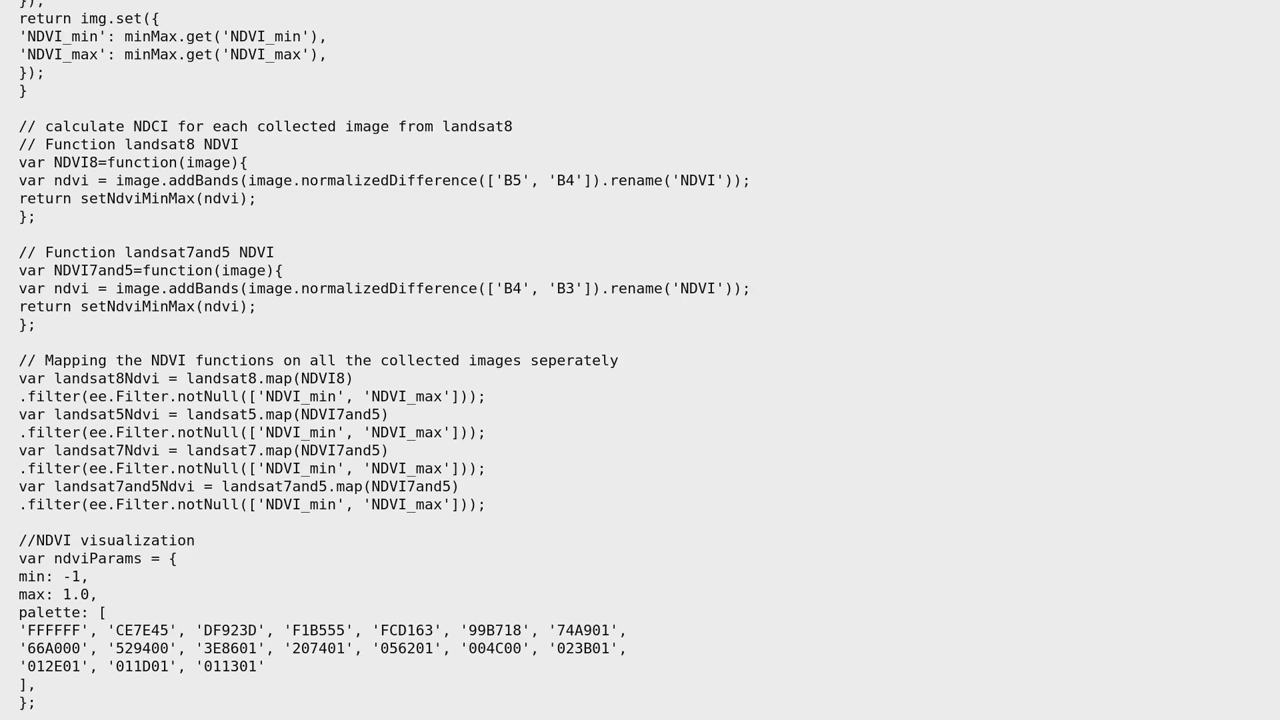 });
return img.set({
'NDVI_min': minMax.get('NDVI_min'),
'NDVI_max': minMax.get('NDVI_max'),
});
}

// calculate NDCI for each collected image from landsat8
// Function landsat8 NDVI
var NDVI8=function(image){
var ndvi = image.addBands(image.normalizedDifference(['B5', 'B4']).rename('NDVI'));
return setNdviMinMax(ndvi);
};

// Function landsat7and5 NDVI
var NDVI7and5=function(image){
var ndvi = image.addBands(image.normalizedDifference(['B4', 'B3']).rename('NDVI'));
return setNdviMinMax(ndvi);
};

// Mapping the NDVI functions on all the collected images seperately
var landsat8Ndvi = landsat8.map(NDVI8)
.filter(ee.Filter.notNull(['NDVI_min', 'NDVI_max']));
var landsat5Ndvi = landsat5.map(NDVI7and5)
.filter(ee.Filter.notNull(['NDVI_min', 'NDVI_max']));
var landsat7Ndvi = landsat7.map(NDVI7and5)
.filter(ee.Filter.notNull(['NDVI_min', 'NDVI_max']));
var landsat7and5Ndvi = landsat7and5.map(NDVI7and5)
.filter(ee.Filter.notNull(['NDVI_min', 'NDVI_max']));

//NDVI visualization
var ndviParams = {
min: -1,
max: 1.0,
palette: [
'FFFFFF', 'CE7E45', 'DF923D', 'F1B555', 'FCD163', '99B718', '74A901',
'66A000', '529400', '3E8601', '207401', '056201', '004C00', '023B01',
'012E01', '011D01', '011301'
],
};